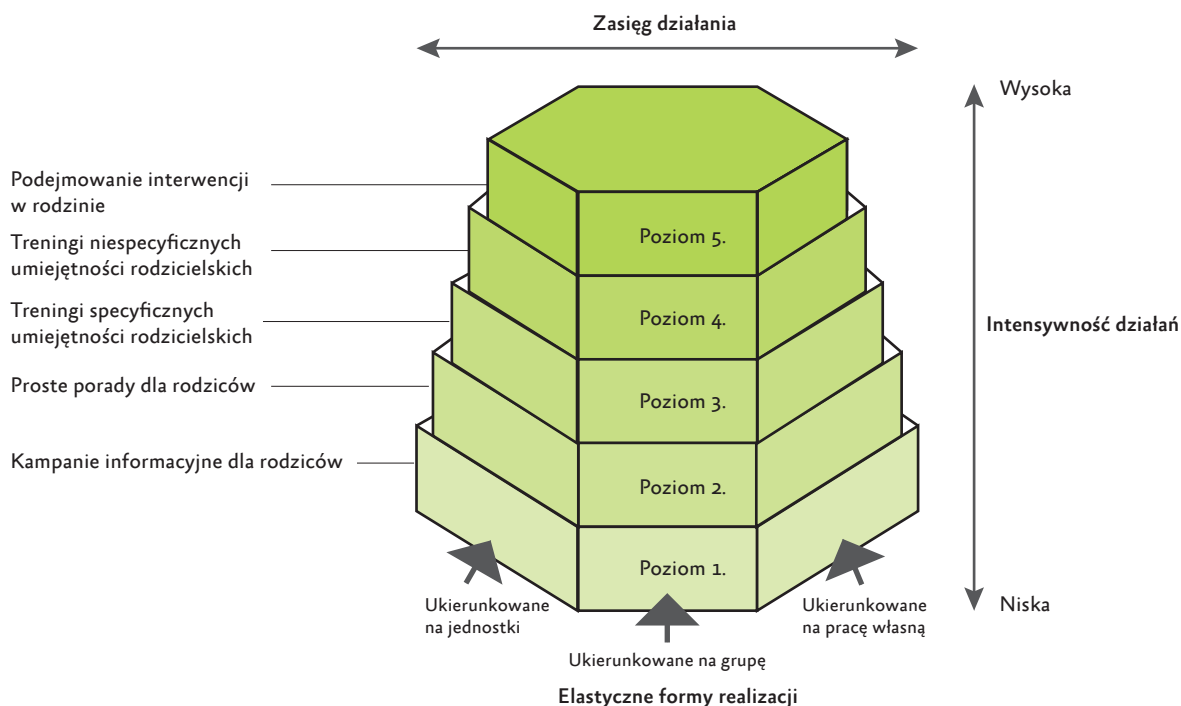 Zasięg działania
Wysoka
Podejmowanie interwencji
w rodzinie
Treningi niespecyficznych
umiejętności rodzicielskich
Treningi specyficznych
umiejętności rodzicielskich
Proste porady dla rodziców
Kampanie informacyjne dla rodziców
Poziom 5.
Poziom 4.
Poziom 3.
Poziom 2.
Poziom 1.
Intensywność działań
Niska
Ukierunkowane
na jednostki
Ukierunkowane na grupę
Ukierunkowane
na pracę własną
Elastyczne formy realizacji